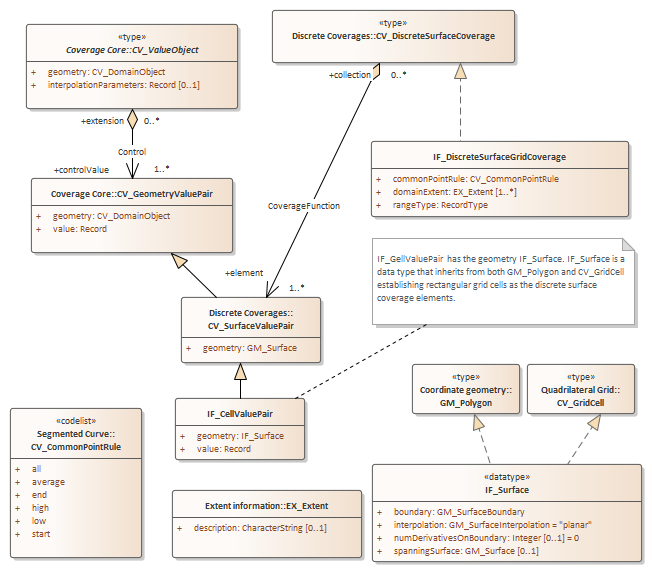 «type»
Coverage Core::CV_ValueObject
+ geometry: CV_DomainObject
+ interpolationParameters: Record [0..1]
«type»
Discrete Coverages::CV_DiscreteSurfaceCoverage
+collection
0..*
+extension
0..*
Control
+controlValue
1..*
IF_DiscreteSurfaceGridCoverage
+ commonPointRule: CV_CommonPointRule
+ domainExtent: EX_Extent [1..*]
+ rangeType: RecordType
Coverage Core::CV_GeometryValuePair
+ geometry: CV_DomainObject
+ value: Record
CoverageFunction
IF_GellValuePair has the geometry IF_Surface. IF_Surface is a
data type that inherits from both GM_Polygon and CV_GridCell
establishing rectangular grid cells as the discrete surface
coverage elements.
+element
1..*
Discrete Coverages::
CV_SurfaceValuePair
+ geometry: GM_Surface
«type»
Coordinate geometry::
GM_Polygon
«type»
Quadrilateral Grid::
CV_GridCell
IF_CellValuePair
+ geometry: IF_Surface
+ value: Record
«codelist»
Segmented Curve::
CV_CommonPointRule
+ all
+ average
+ end
+ high
+ low
+ start
Extent information::EX_Extent
+ description: CharacterString [0..1]
«datatype»
IF_Surface
+ boundary: GM_SurfaceBoundary
+ interpolation: GM_SurfaceInterpolation = "planar"
+ numDerivativesOnBoundary: Integer [0..1] = 0
+ spanningSurface: GM_Surface [0..1]